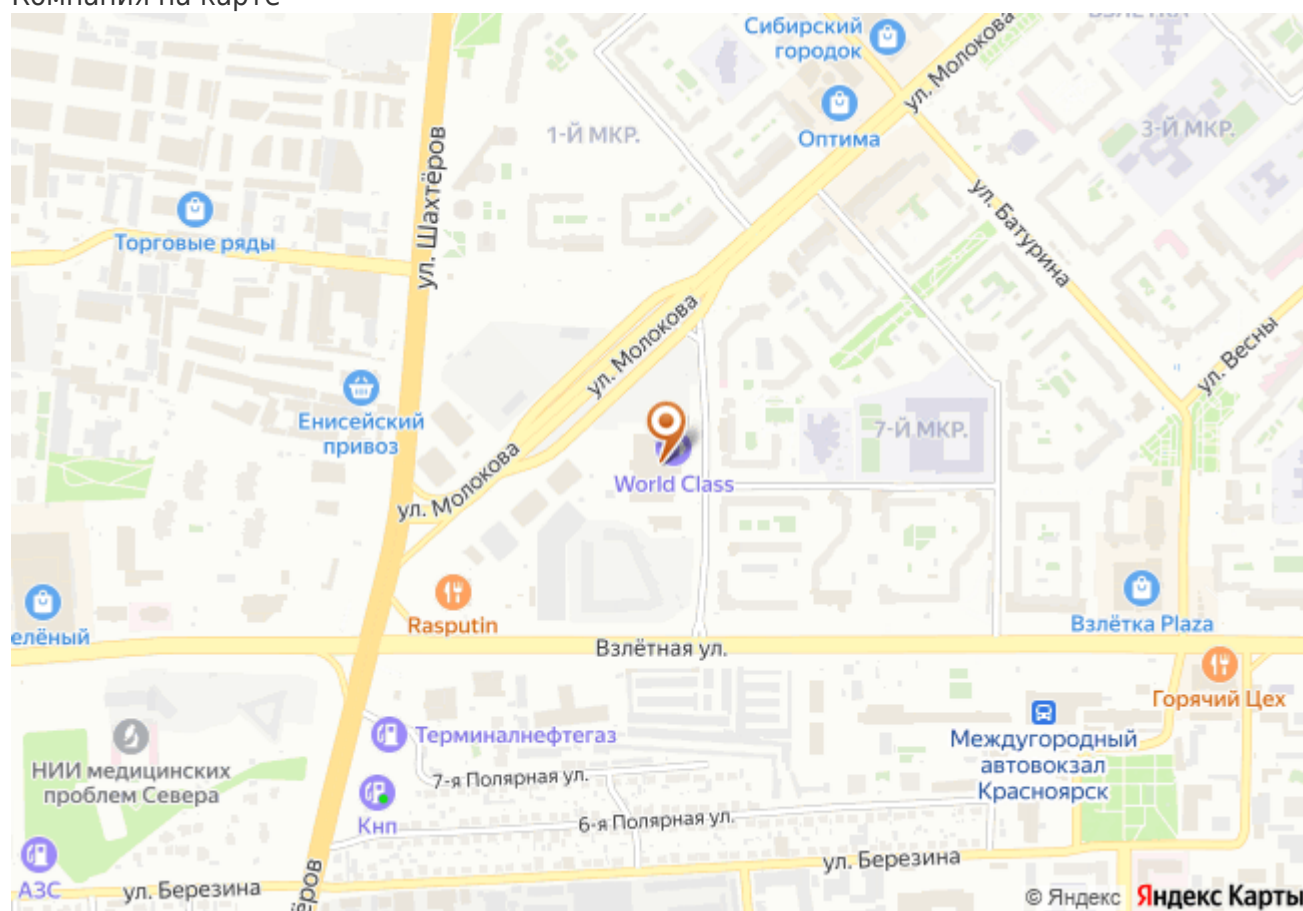 Компания на карте
Сибирский
городок
ул. Молокова
ВЗЛЁТКА
Оптима
1-Й МКР.
3-Й МКР.
ул. Шахтёров
ул. Батурина
Торговые ряды
ул. Молокова
ул. Весны
Енисейский
привоз
7-Й МКР.
ул. Молокова
World Class
Rasputin
елёный
Взлётка Plaza
Взлётная ул.
Горячий Цех
Терминалнефтегаз
Междугородный
автовокзал
Красноярск
НИИ медицинских
проблем Севера
7-я Полярная ул.
Кнп
6-я Полярная ул.
ул. Березина
АЗС
ул. Березина
ёров
© Яндекс Яндекс Карты